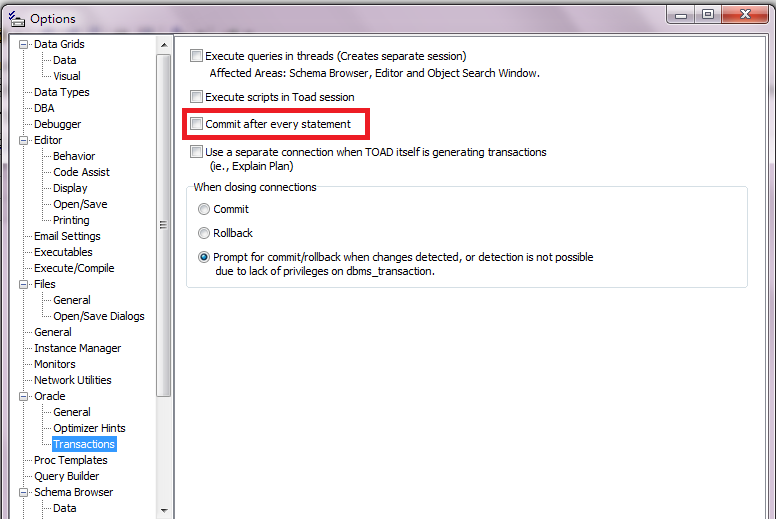 Options
Data Grids
Data
Visual
Data Types
DBA
Debugger
Editor
Behavior
Code Assist
Display
Open/Save
Printing
Email Settings
Executables
Execute/Compile
Files
General
Open/Save Dialogs
General
Instance Manager
Monitors
Network Utilities
Oracle
General
Optimizer Hints
Transactions
Proc Templates
Query Builder
Schema Browser
Data
Execute queries in threads (Creates separate session)
Affected Areas: Schema Browser, Editor and Object Search Window.
Execute scripts in Toad session
Commit after every statement
Use a separate connection when TOAD itself is generating transactions
(ie., Explain Plan)
When closing connections
Commit
Rollback
Prompt for commit/rollback when changes detected, or detection is not possible
due to lack of privileges on dbms_transaction.